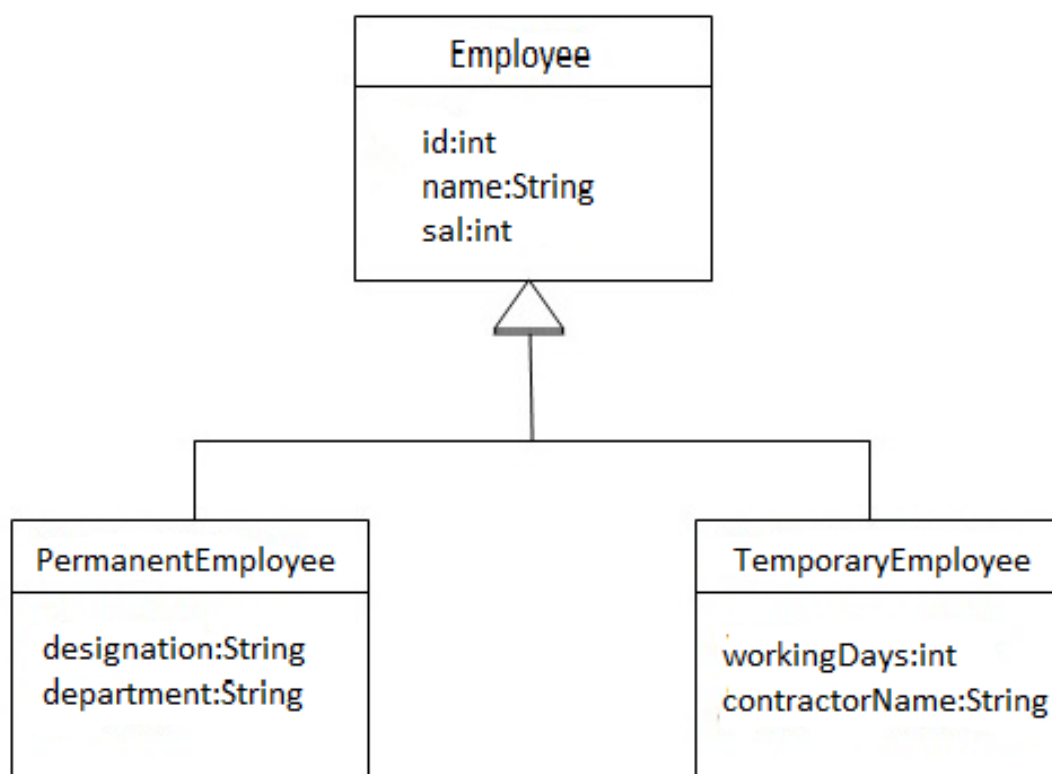 Employee
id:int
name:String
sal:int
PermanentEmployee
designation:String
department:String
TemporaryEmployee
workingDays:int
contractorName:String